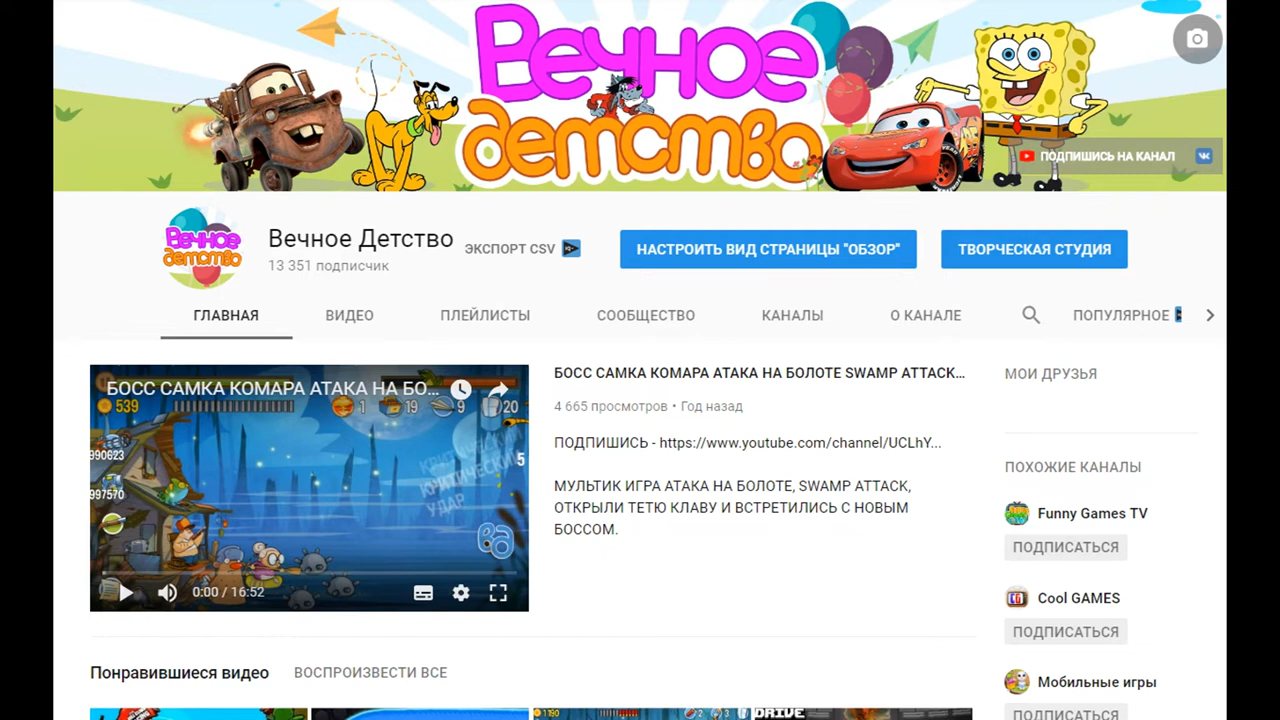 Вечное
детство
ПОДПИШИСЬ НА КАНАЛ
Вечное
детство
Вечное Детство
13 351 подписчик
ЭКСПОРТ CSV
НАСТРОИТЬ ВИД СТРАНИЦЫ "ОБЗОР"
ТВОРЧЕСКАЯ СТУДИЯ
ГЛАВНАЯ
ВИДЕО
ПЛЕЙЛИСТЫ
СООБЩЕСТВО
КАНАЛЫ
О КАНАЛЕ
ПОПУЛЯРНОЕ
БОСС САМКА КОМАРА АТАКА НА БО...
539
1
19
9
20
990623
997570
5
КРИТИЧЕСКИЙ
УДАР
0:00 / 16:52
БОСС САМКА КОМАРА АТАКА НА БОЛОТЕ SWAMP ATTACK...
4 665 просмотров • Год назад
ПОДПИШИСЬ - https://www.youtube.com/channel/UCLhY...
МУЛЬТИК ИГРА АТАКА НА БОЛОТЕ, SWAMP ATTACK,
ОТКРЫЛИ ТЕТЮ КЛАВУ И ВСТРЕТИЛИСЬ С НОВЫМ
БОССОМ.
МОИ ДРУЗЬЯ
ПОХОЖИЕ КАНАЛЫ
Funny Games TV
ПОДПИСАТЬСЯ
Cool GAMES
ПОДПИСАТЬСЯ
Мобильные игры
ПОДПИСАТЬСЯ
Понравившиеся видео
ВОСПРОИЗВЕСТИ ВСЕ
1190
DRIVE